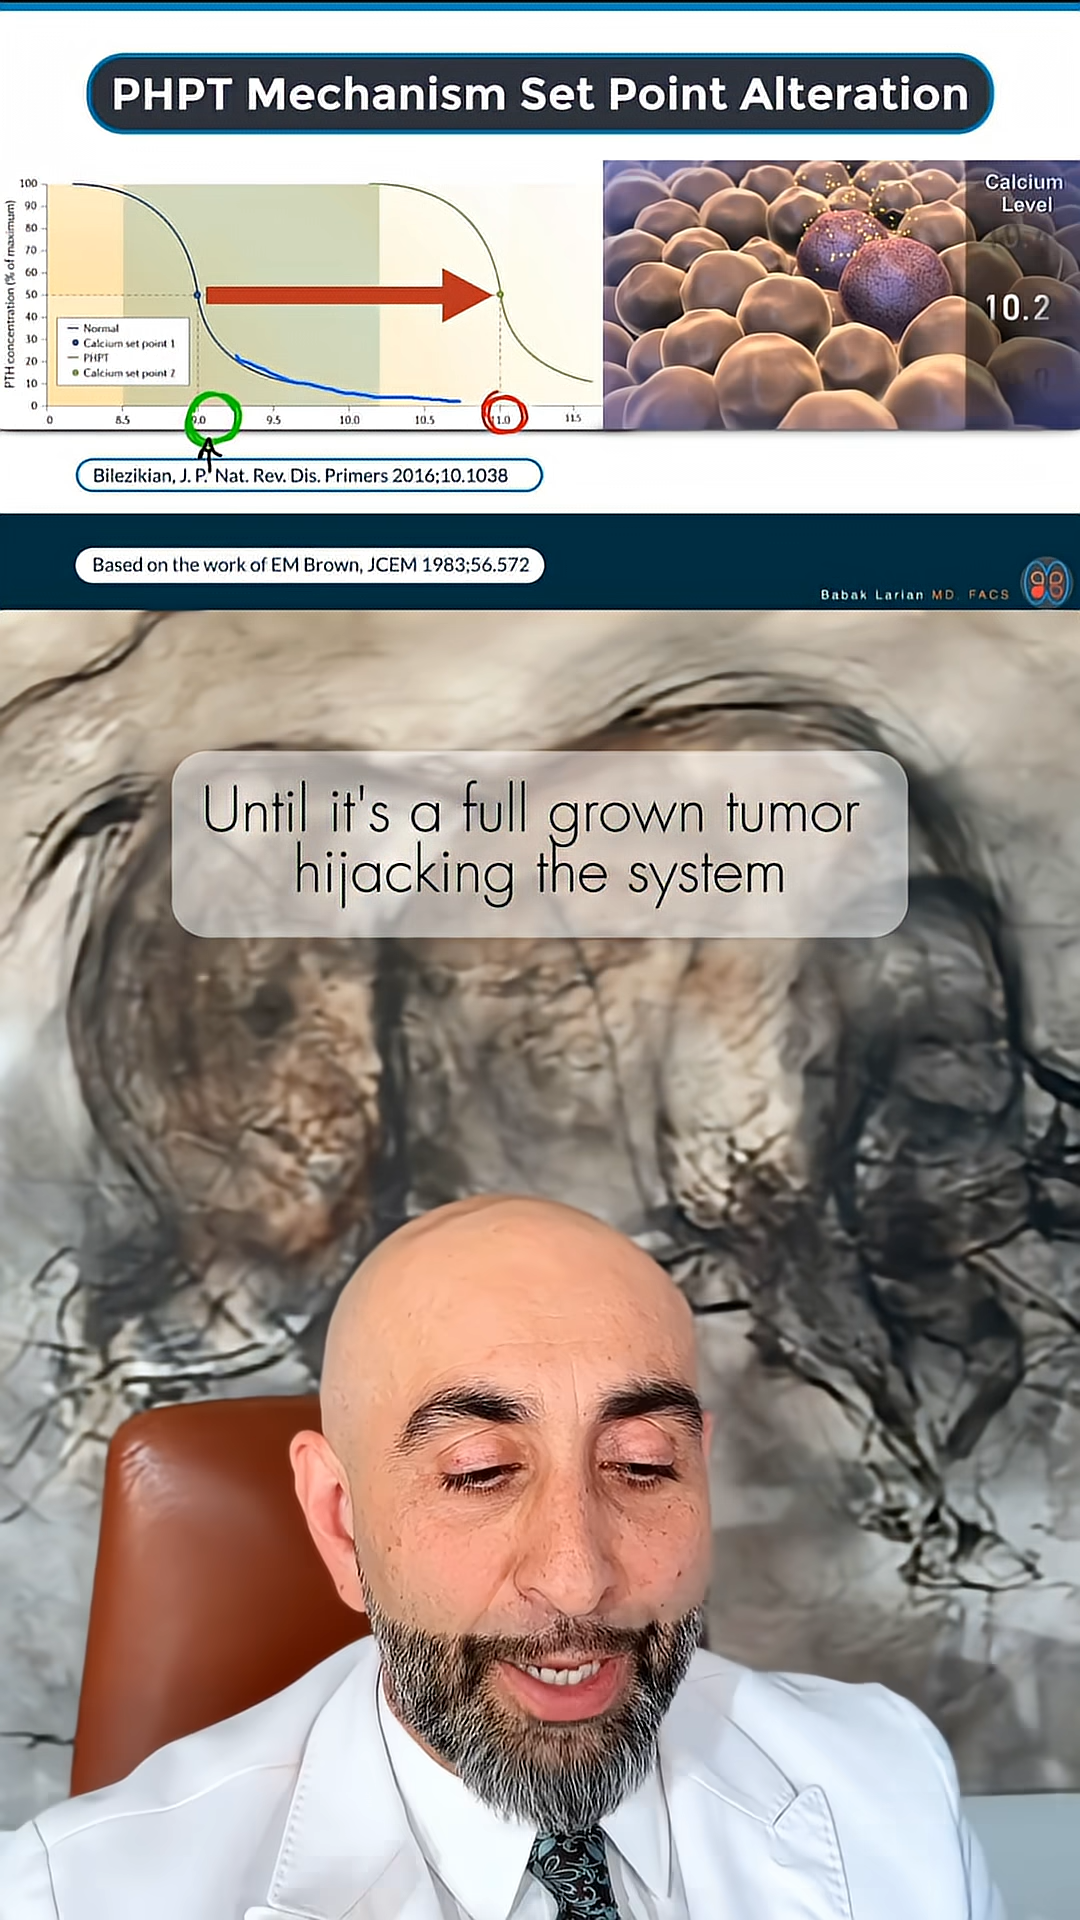 PHPT Mechanism Set Point Alteration
PTH concentration (% of maximum)
100
90
80
70
60
50
40
30
20
10
0
Normal
Calcium set point 1
PHPT
Calcium set point 2
0 8.5 9.0 9.5 10.0 10.5 11.0 11.5
Calcium
Level
10.2
Bilezikian, J. P. Nat. Rev. Dis. Primers 2016;10.1038
Based on the work of EM Brown, JCEM 1983;56.572
Babak Larian MD. FACS
Until it's a full grown tumor
hijacking the system